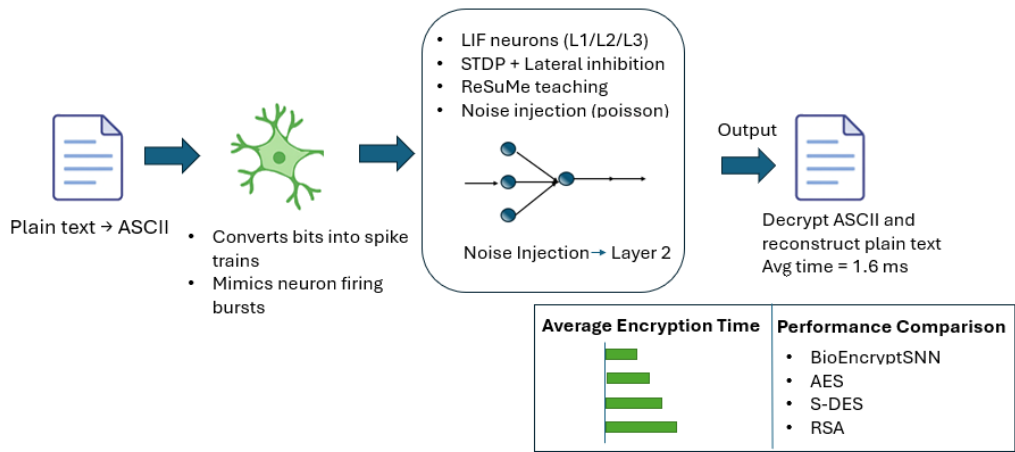 Plain text → ASCII
• Converts bits into spike
trains
• Mimics neuron firing
bursts
• LIF neurons (L1/L2/L3)
• STDP + Lateral inhibition
• ReSuMe teaching
• Noise injection (poisson)
Noise Injection → Layer 2
Output
Decrypt ASCII and
reconstruct plain text
Avg time = 1.6 ms
Average Encryption Time
Performance Comparison
• BioEncryptSNN
• AES
• S-DES
• RSA